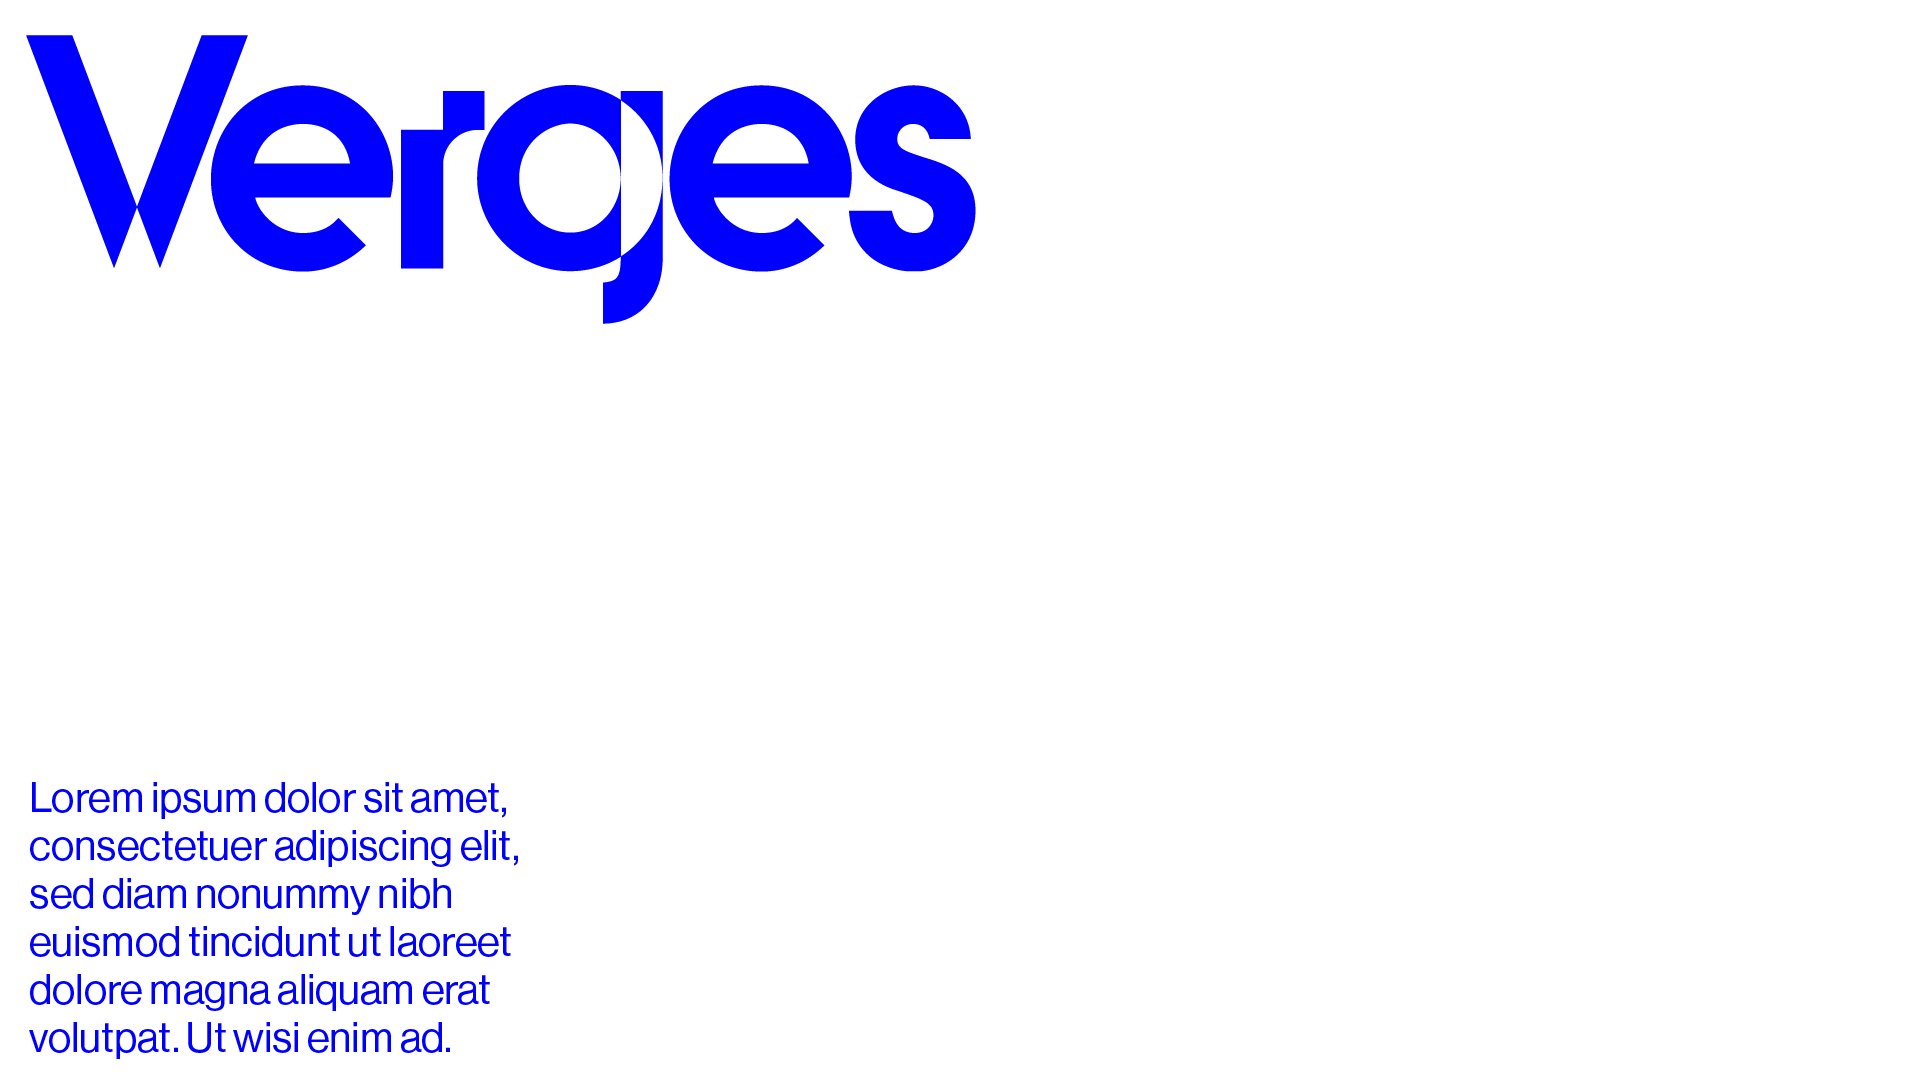 Verges
Lorem ipsum dolor sit amet,
consectetuer adipiscing elit,
sed diam nonummy nibh
euismod tincidunt ut laoreet
dolore magna aliquam erat
volutpat. Ut wisi enim ad.